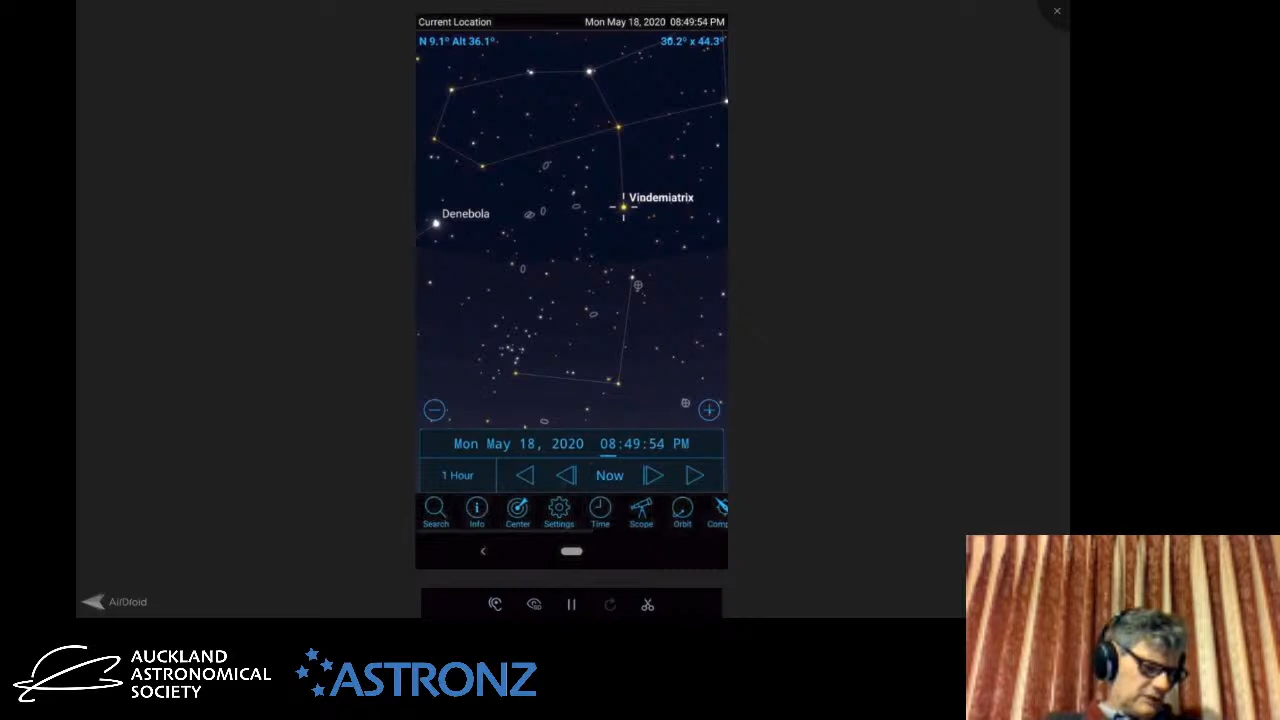 Current Location
Mon May 18, 2020 08:49:54 PM
N 9.1° Alt 36.1°
30.2° x 44.3°
Vindemiatrix
Denebola
Mon May 18, 2020 08:49:54 PM
1 Hour
Now
Search
Info
Center
Settings
Time
Scope
Orbit
Comp
AirDroid
AUCKLAND
ASTRONOMICAL
SOCIETY
ASTRONZ